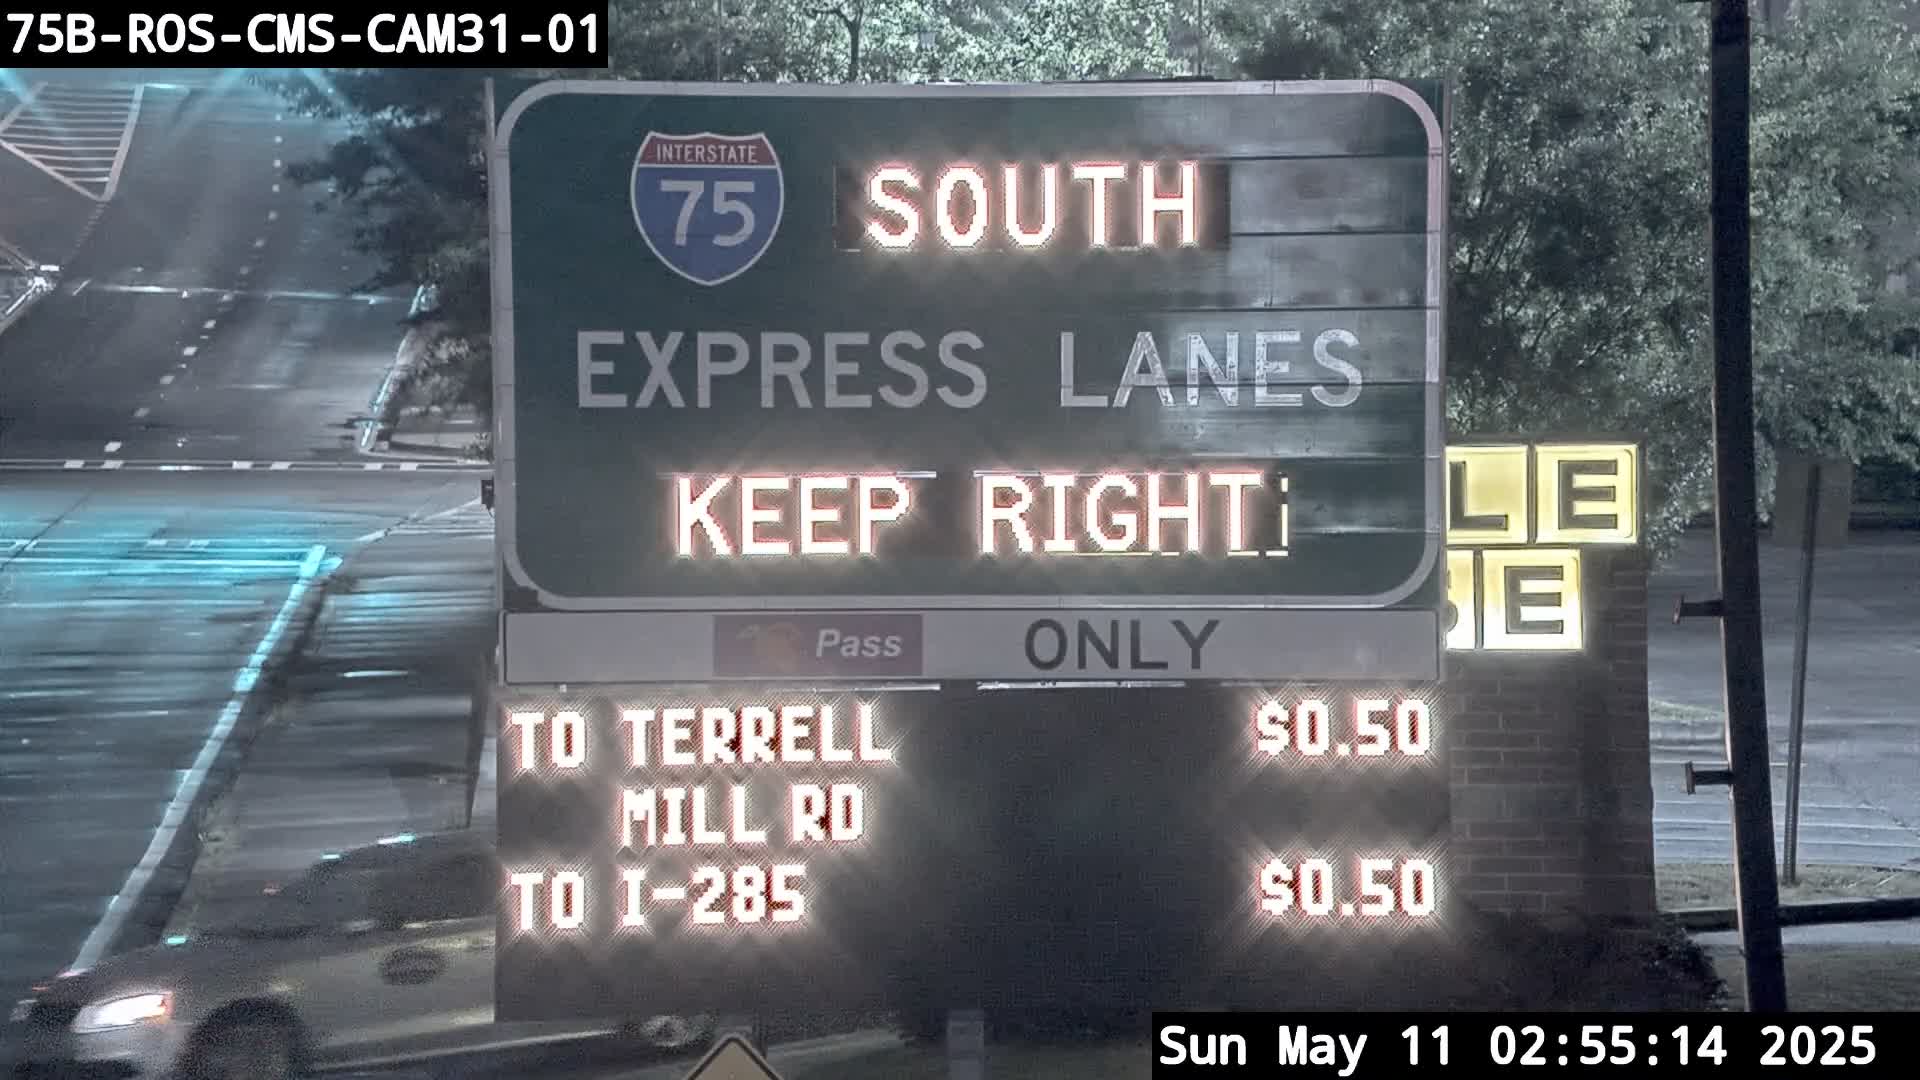 75B-ROS-CMS-CAM31-01
INTERSTATE
75
SOUTH
EXPRESS LANES
KEEP RIGHT
Pass ONLY
TO TERRELL $0.50
MILL RD
TO I-285 $0.50
LE
E
Sun May 11 02:55:14 2025